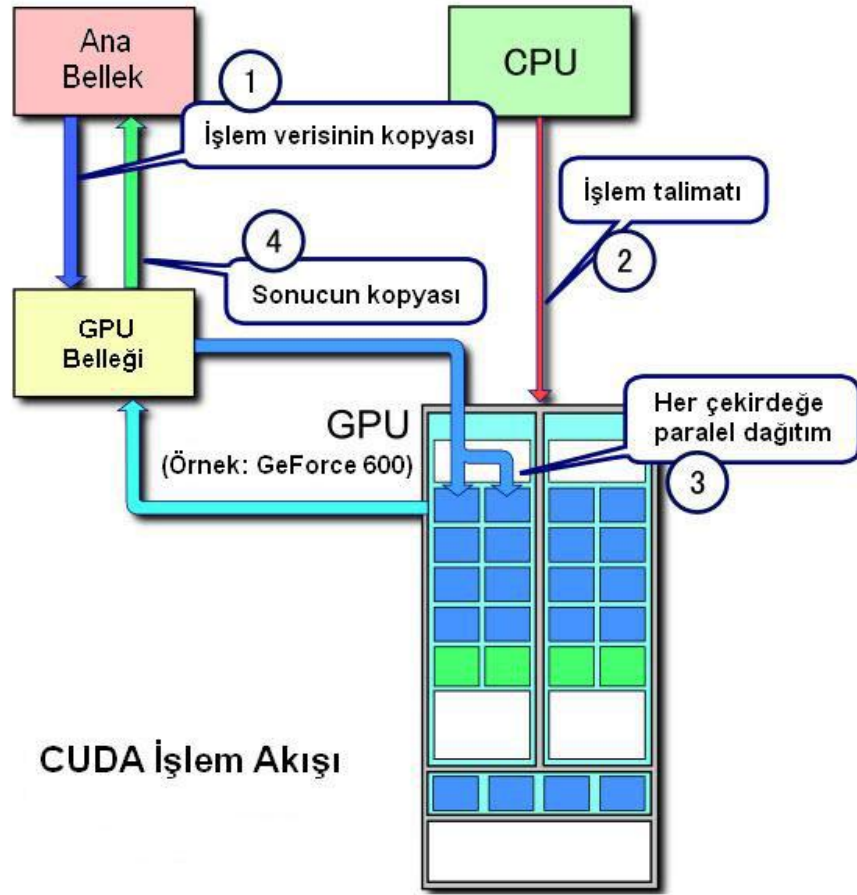 Ana
Bellek
CPU
1
İşlem verisinin kopyası
İşlem talimatı
2
4
Sonucun kopyası
GPU
Belleği
GPU
(Örnek: GeForce 600)
Her çekirdeğe
paralel dağıtım
3
CUDA İşlem Akışı